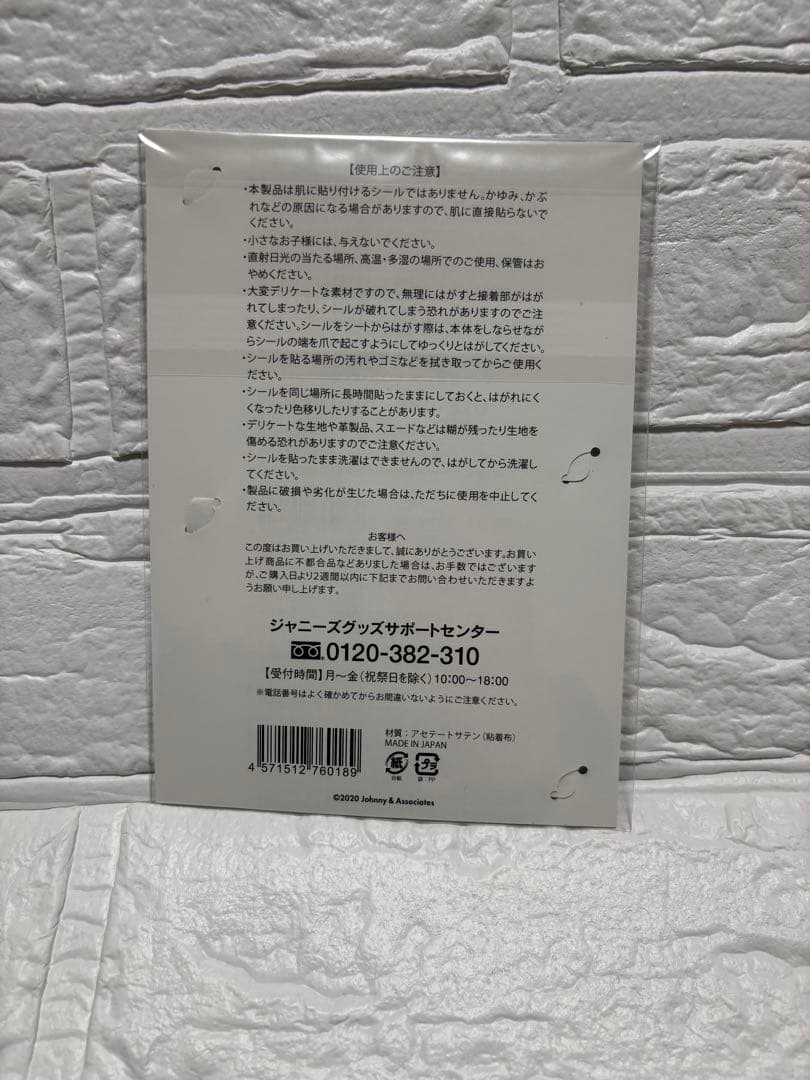 【使用上のご注意】
・本製品は肌に貼り付けるシールではありません。かゆみ、かぶ
れなどの原因になる場合がありますので、肌に直接貼らないで
ください。
・小さなお子様には、与えないでください。
・直射日光の当たる場所、高温・多湿の場所でのご使用、保管はお
やめください。
・大変デリケートな素材ですので、無理にはがすと接着部がはが
れてしまったり、シールが破れてしまう恐れがありますのでご注
意ください。シールをシートからはがす際は、本体をしならせなが
らシールの端を爪で起こすようにしてゆっくりとはがしてください。
・シールを貼る場所の汚れやゴミなどを拭き取ってからご使用く
ださい。
・シールを同じ場所に長時間貼ったままにしておくと、はがれにく
くなったり色移りしたりすることがあります。
・デリケートな生地や革製品、スエードなどは糊が残ったり生地を
傷める恐れがありますのでご注意ください。
・シールを貼ったまま洗濯はできませんので、はがしてから洗濯し
てください。
・製品に破損や劣化が生じた場合は、ただちに使用を中止してく
ださい。
お客様へ
この度はお買い上げいただきまして、誠にありがとうございます。お買い
上げ商品に不都合品などありました場合は、お手数ではございます
が、ご購入日より2週間以内に下記までお問い合わせいただきますよ
うお願い申し上げます。
ジャニーズグッズサポートセンター
0120-382-310
【受付時間】月〜金(祝祭日を除く)10:00〜18:00
※電話番号はよく確かめてからお間違いないようにご注意ください。
材質:アセテートサテン(粘着布)
MADE IN JAPAN
紙 プラ
台紙 袋:PP
4 571512 760189
©2020 Johnny & Associates